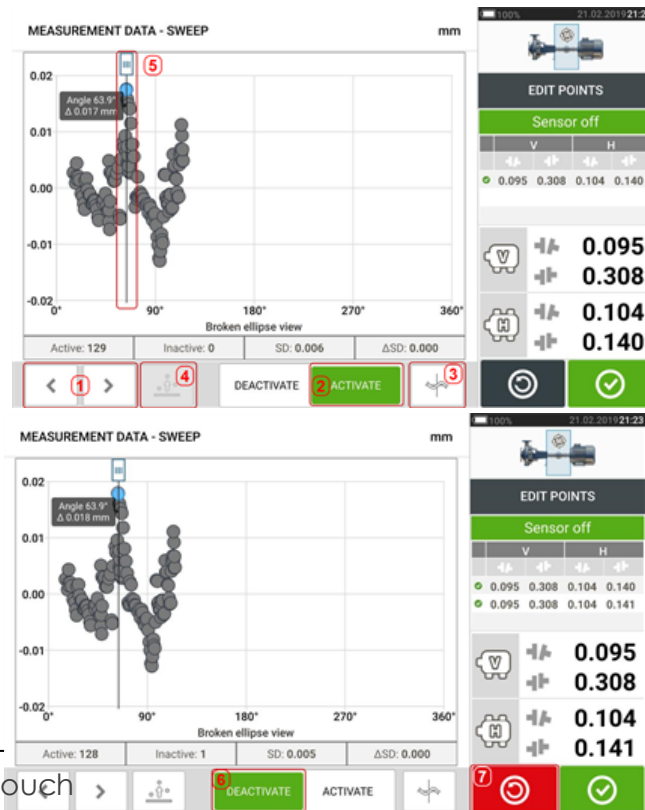 MEASUREMENT DATA - SWEEP mm
5
0.02
Angle 63.9°
Δ 0.017 mm
0.01
0.00
-0.01
-0.02
0° 90° 180° 270° 360°
Broken ellipse view
Active: 129 Inactive: 0 SD: 0.006 ΔSD: 0.000
1 4 DEACTIVATE 2 ACTIVATE 3
100% 21.02.2019 21:2
EDIT POINTS
Sensor off
V H
0.095 0.308 0.104 0.140
V 0.095
0.308
H 0.104
0.140
MEASUREMENT DATA - SWEEP mm
0.02
Angle 63.9°
Δ 0.018 mm
0.01
0.00
-0.01
-0.02
0° 90° 180° 270° 360°
Broken ellipse view
Active: 128 Inactive: 1 SD: 0.005 ΔSD: 0.000
ouch 6 DEACTIVATE ACTIVATE
100% 21.02.2019 21:23
EDIT POINTS
Sensor off
V H
0.095 0.308 0.104 0.140
0.095 0.308 0.104 0.141
V 0.095
0.308
H 0.104
0.141
7